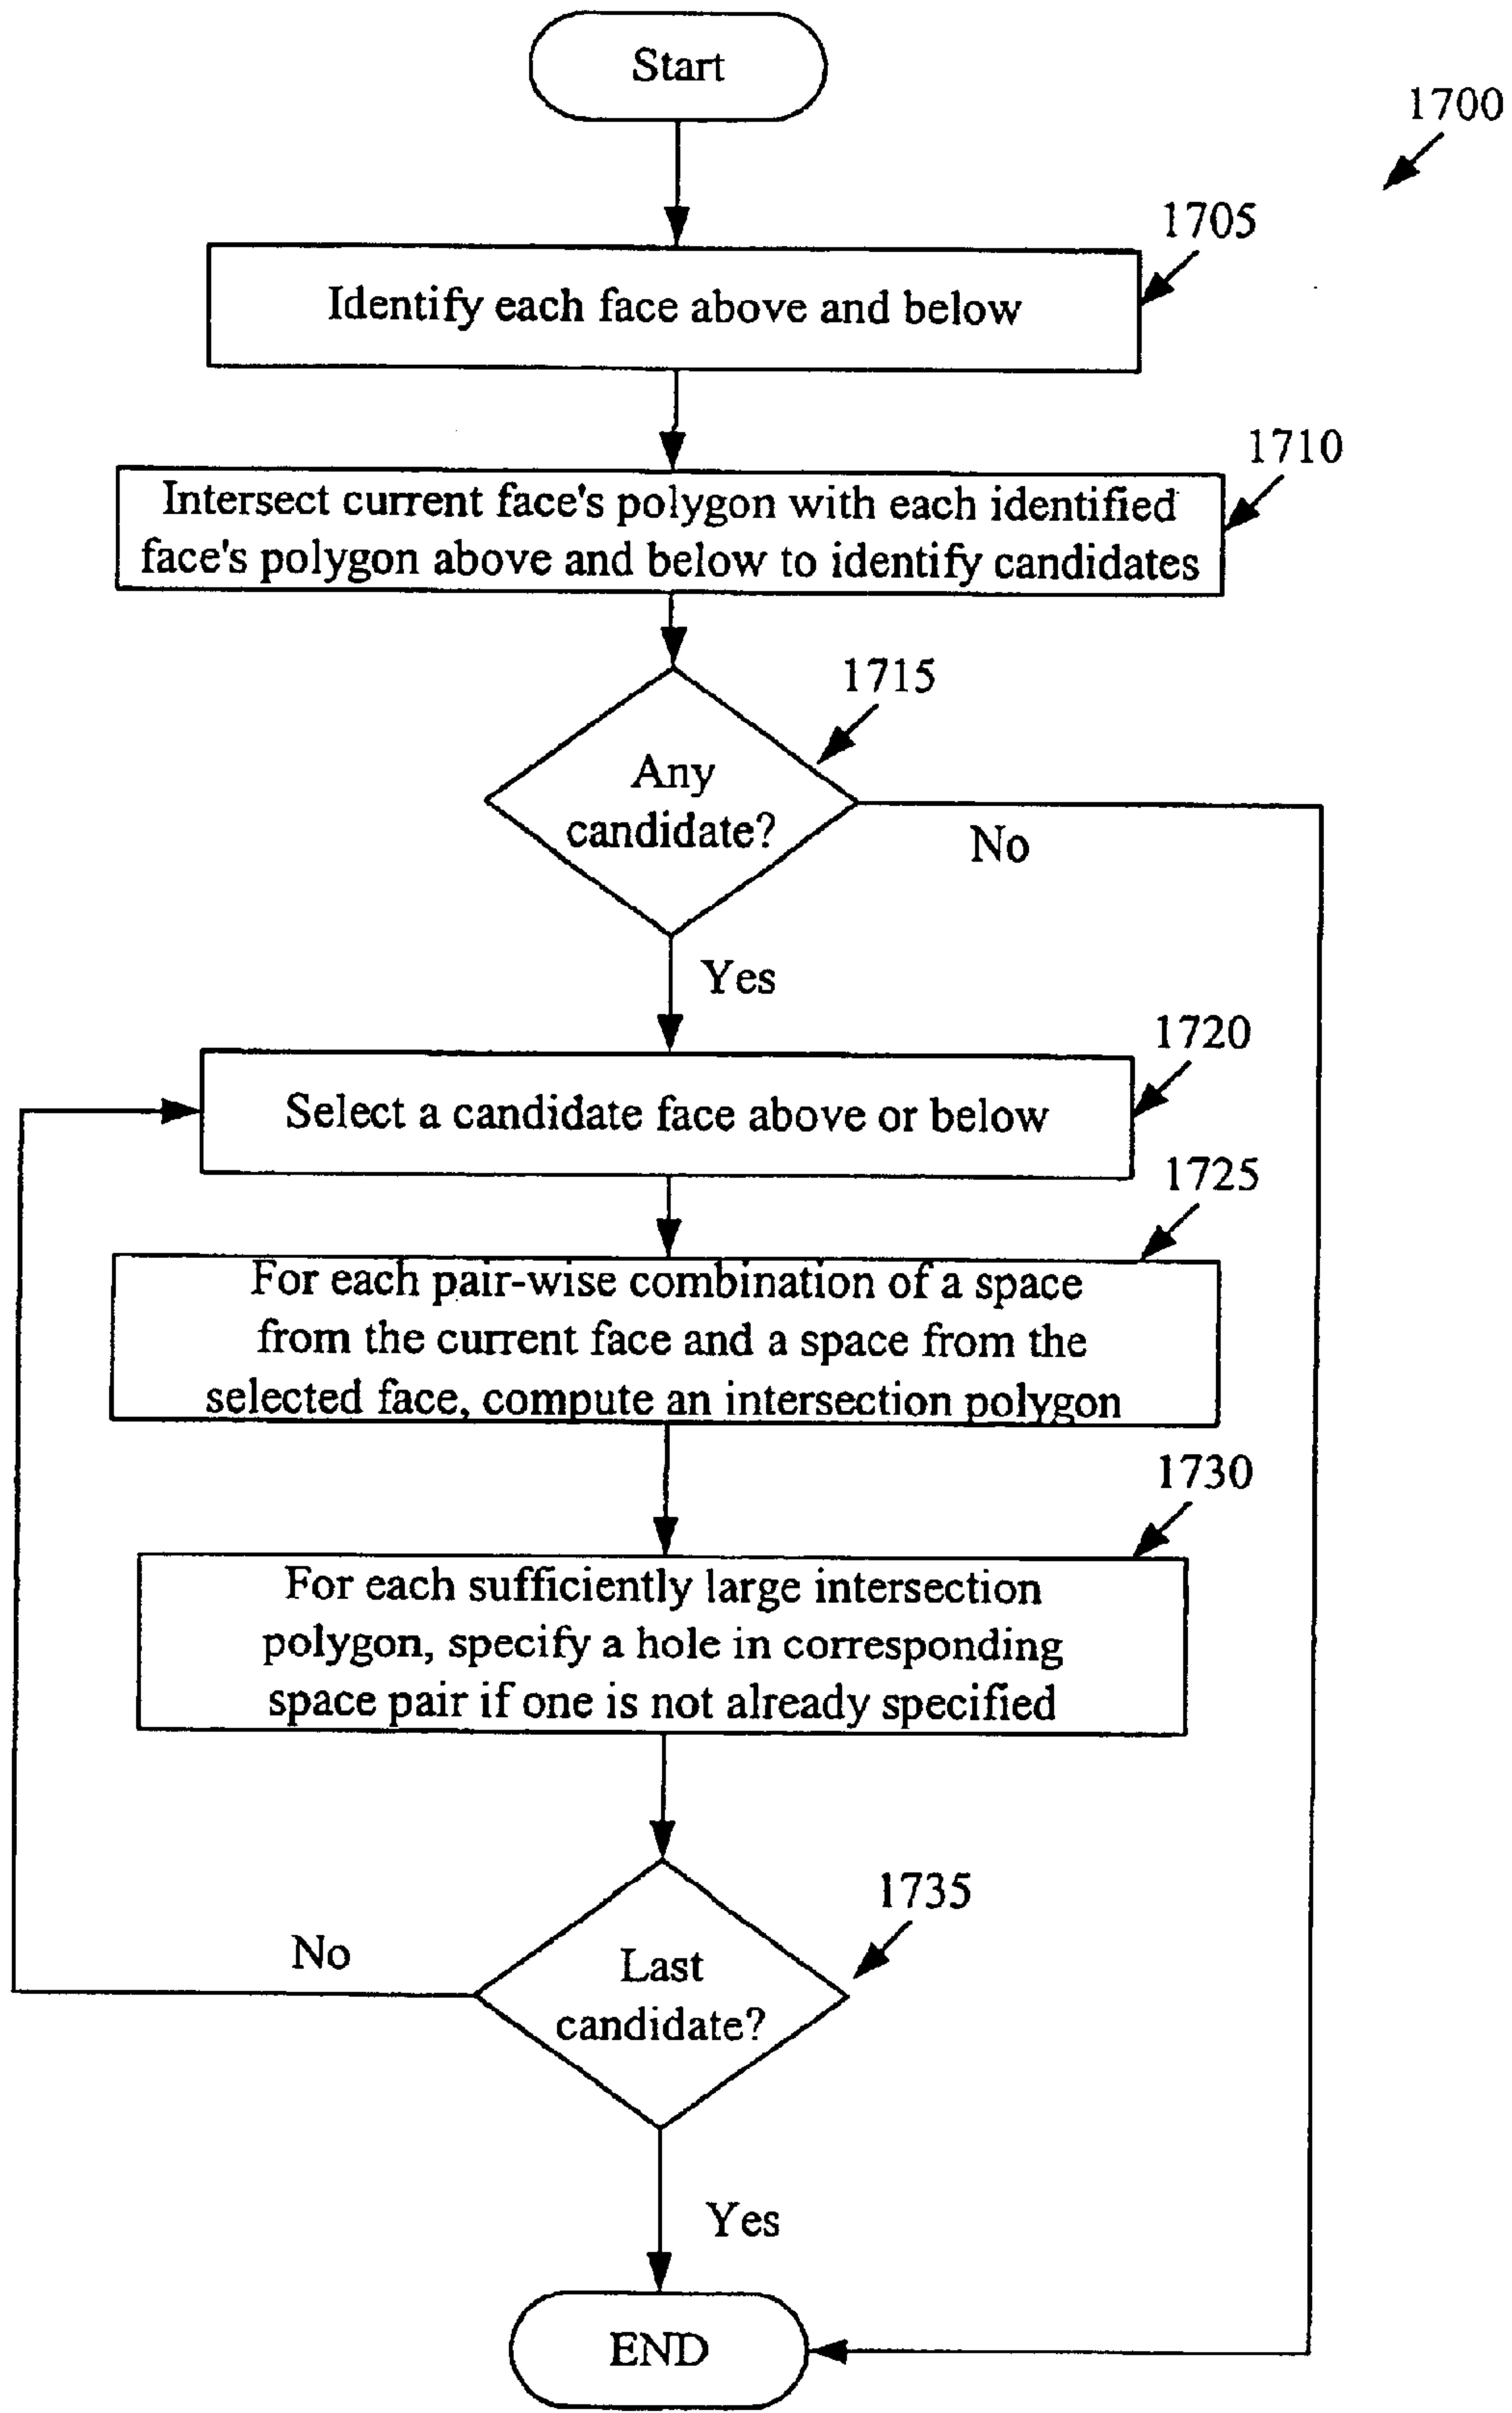 Start
1700
1705
Identify each face above and below
1710
Intersect current face's polygon with each identified
face's polygon above and below to identify candidates
1715
Any
candidate?
No
Yes
1720
Select a candidate face above or below
1725
For each pair-wise combination of a space
from the current face and a space from the
selected face, compute an intersection polygon
1730
For each sufficiently large intersection
polygon, specify a hole in corresponding
space pair if one is not already specified
1735
No
Last
candidate?
Yes
END